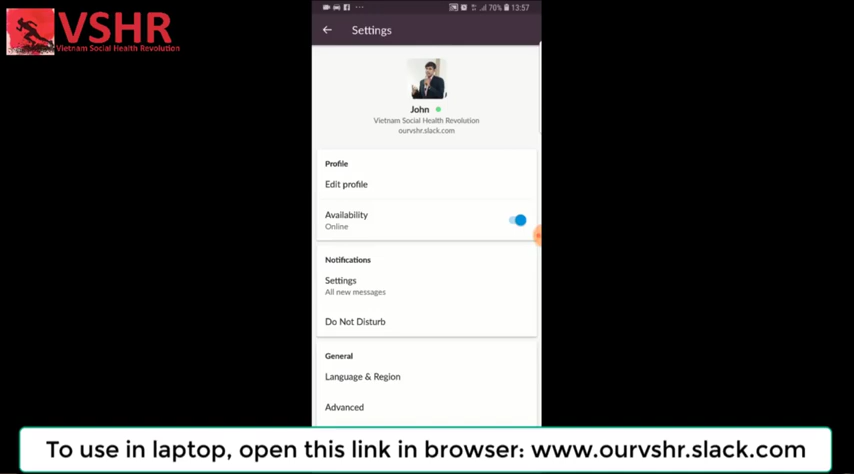 VSHR
Vietnam Social Health Revolution
70% 13:57
Settings
John
Vietnam Social Health Revolution
ourvshr.slack.com
Profile
Edit profile
Availability
Online
Notifications
Settings
All new messages
Do Not Disturb
General
Language & Region
Advanced
To use in laptop, open this link in browser: www.ourvshr.slack.com